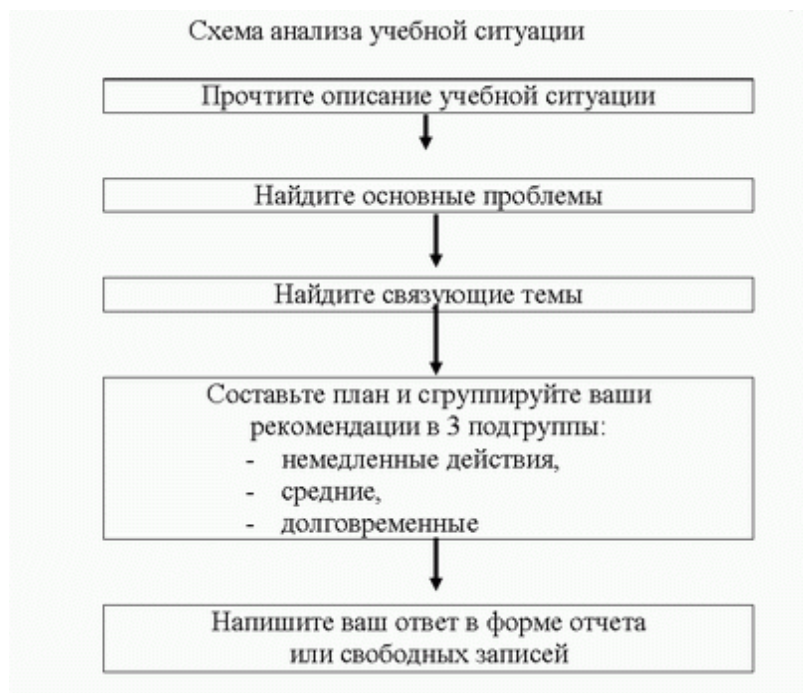 Схема анализа учебной ситуации
Прочтите описание учебной ситуации
Найдите основные проблемы
Найдите связующие темы
Составьте план и сгруппируйте ваши
рекомендации в 3 подгруппы:
- немедленные действия,
- средние,
- долговременные
Напишите ваш ответ в форме отчета
или свободных записей